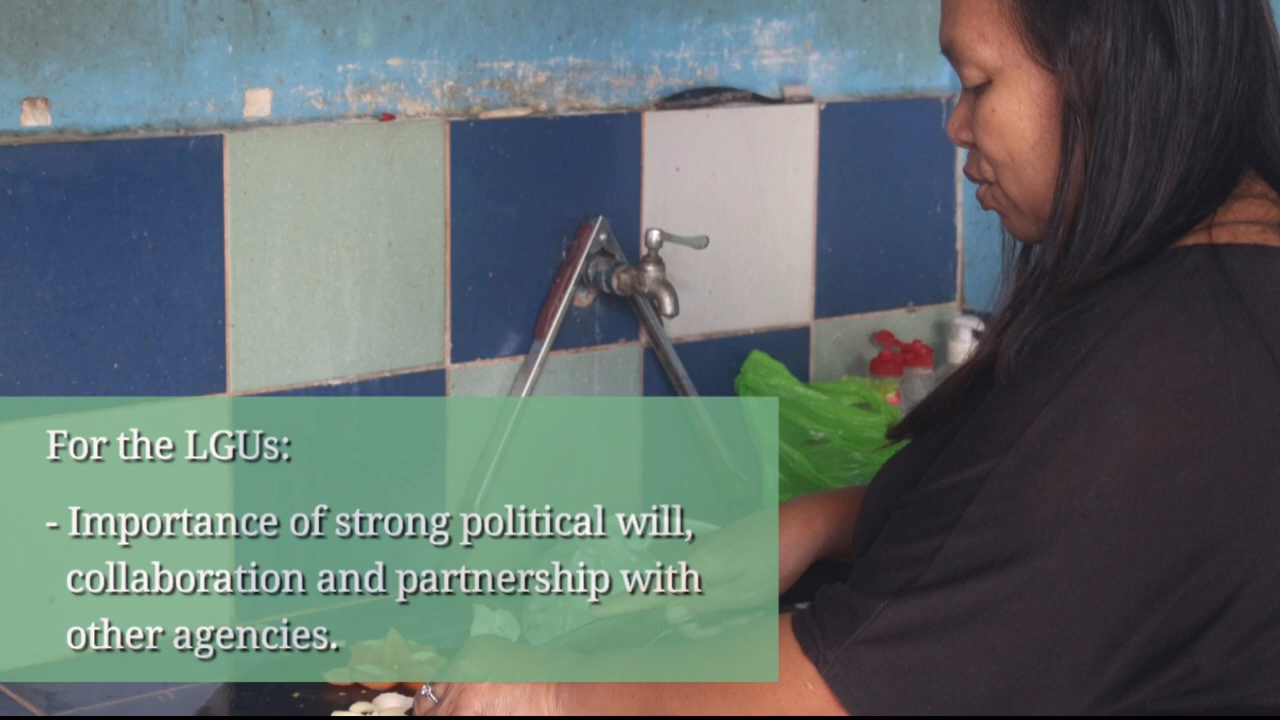 For the LGUs:
- Importance of strong political will,
collaboration and partnership with
other agencies.